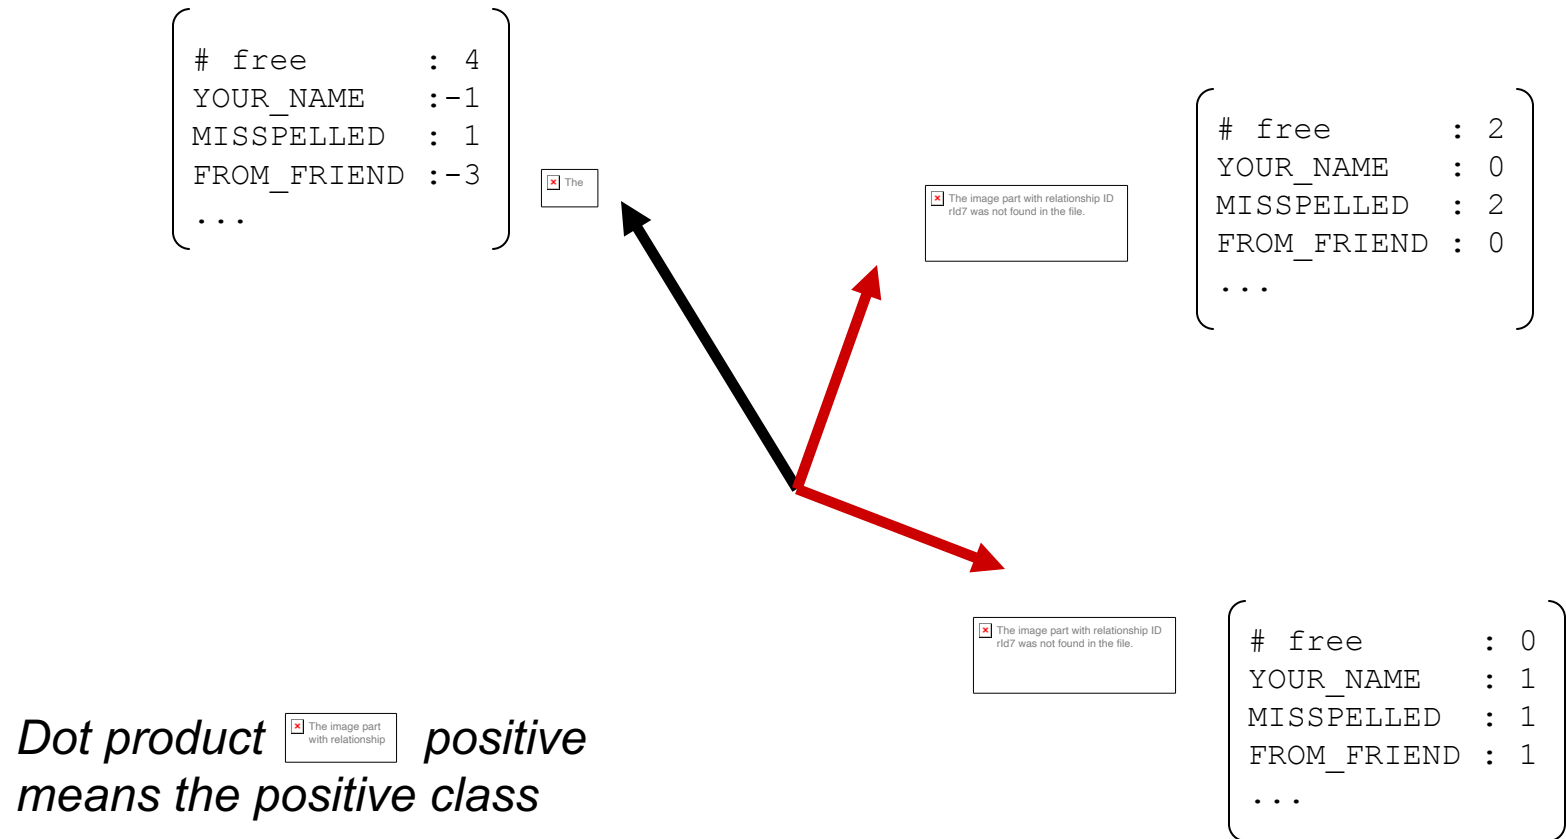 # free : 4
YOUR_NAME :-1
MISSPELLED : 1
FROM_FRIEND :-3
...
The
The image part with relationship ID
rId7 was not found in the file.
# free : 2
YOUR_NAME : 0
MISSPELLED : 2
FROM_FRIEND : 0
...
The image part with relationship ID
rId7 was not found in the file.
# free : 0
YOUR_NAME : 1
MISSPELLED : 1
FROM_FRIEND : 1
...
Dot product The image part with relationship positive
means the positive class